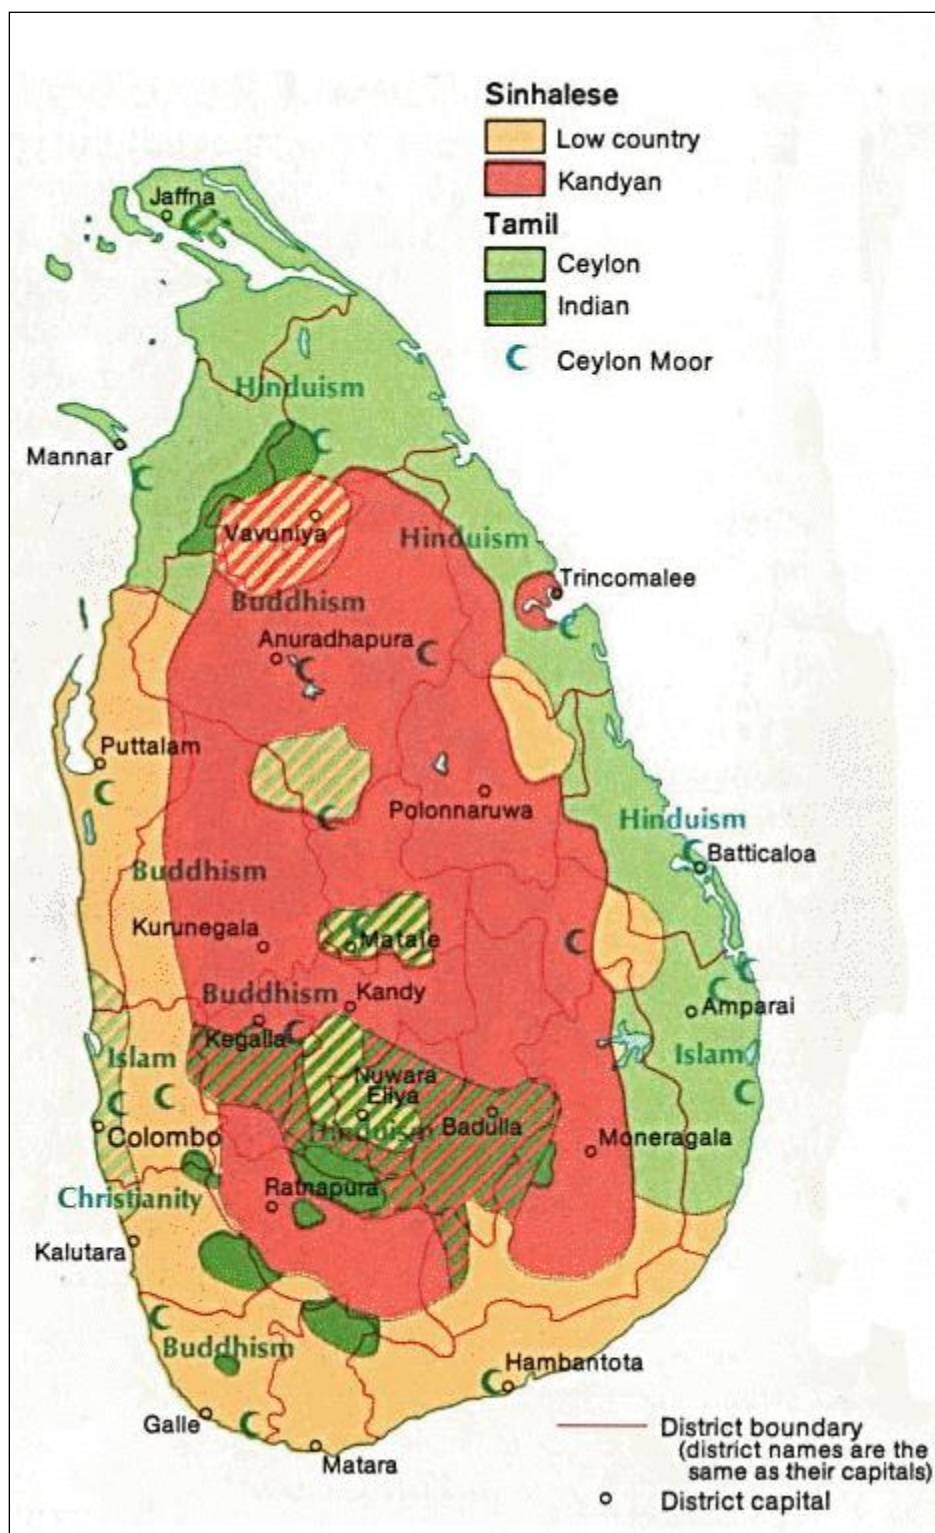 Sinhalese
Low country
Kandyan
Tamil
Ceylon
Indian
Ceylon Moor
Jaffna
Hinduism
Mannar
Vavuniya
Hinduism
Trincomalee
Buddhism
Anuradhapura
Puttalam
Polonnaruwa
Hinduism
Batticaloa
Buddhism
Kurunegala
Matale
Buddhism
Kandy
Amparai
Kegalla
Islam
Islam
Nuwara
Eliya
Hinduism
Badulla
Colombo
Moneragala
Christianity
Ratnapura
Kalutara
Buddhism
Hambantota
Galle
Matara
District boundary
(district names are the
same as their capitals)
District capital